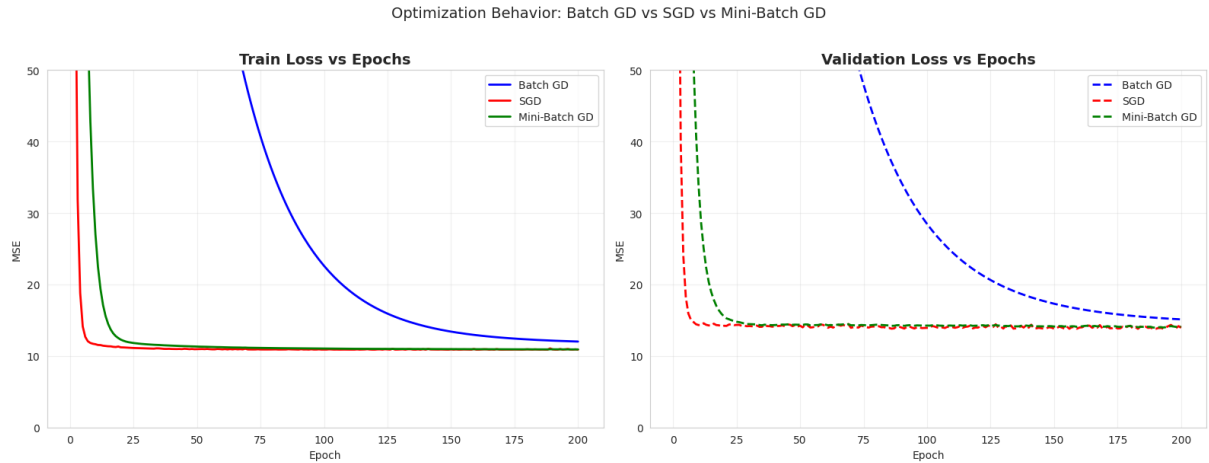 Optimization Behavior: Batch GD vs SGD vs Mini-Batch GD
Train Loss vs Epochs
50
40
30
20
10
0
MSE
0 25 50 75 100 125 150 175 200
Epoch
Batch GD
SGD
Mini-Batch GD
Validation Loss vs Epochs
50
40
30
20
10
0
MSE
0 25 50 75 100 125 150 175 200
Epoch
Batch GD
SGD
Mini-Batch GD